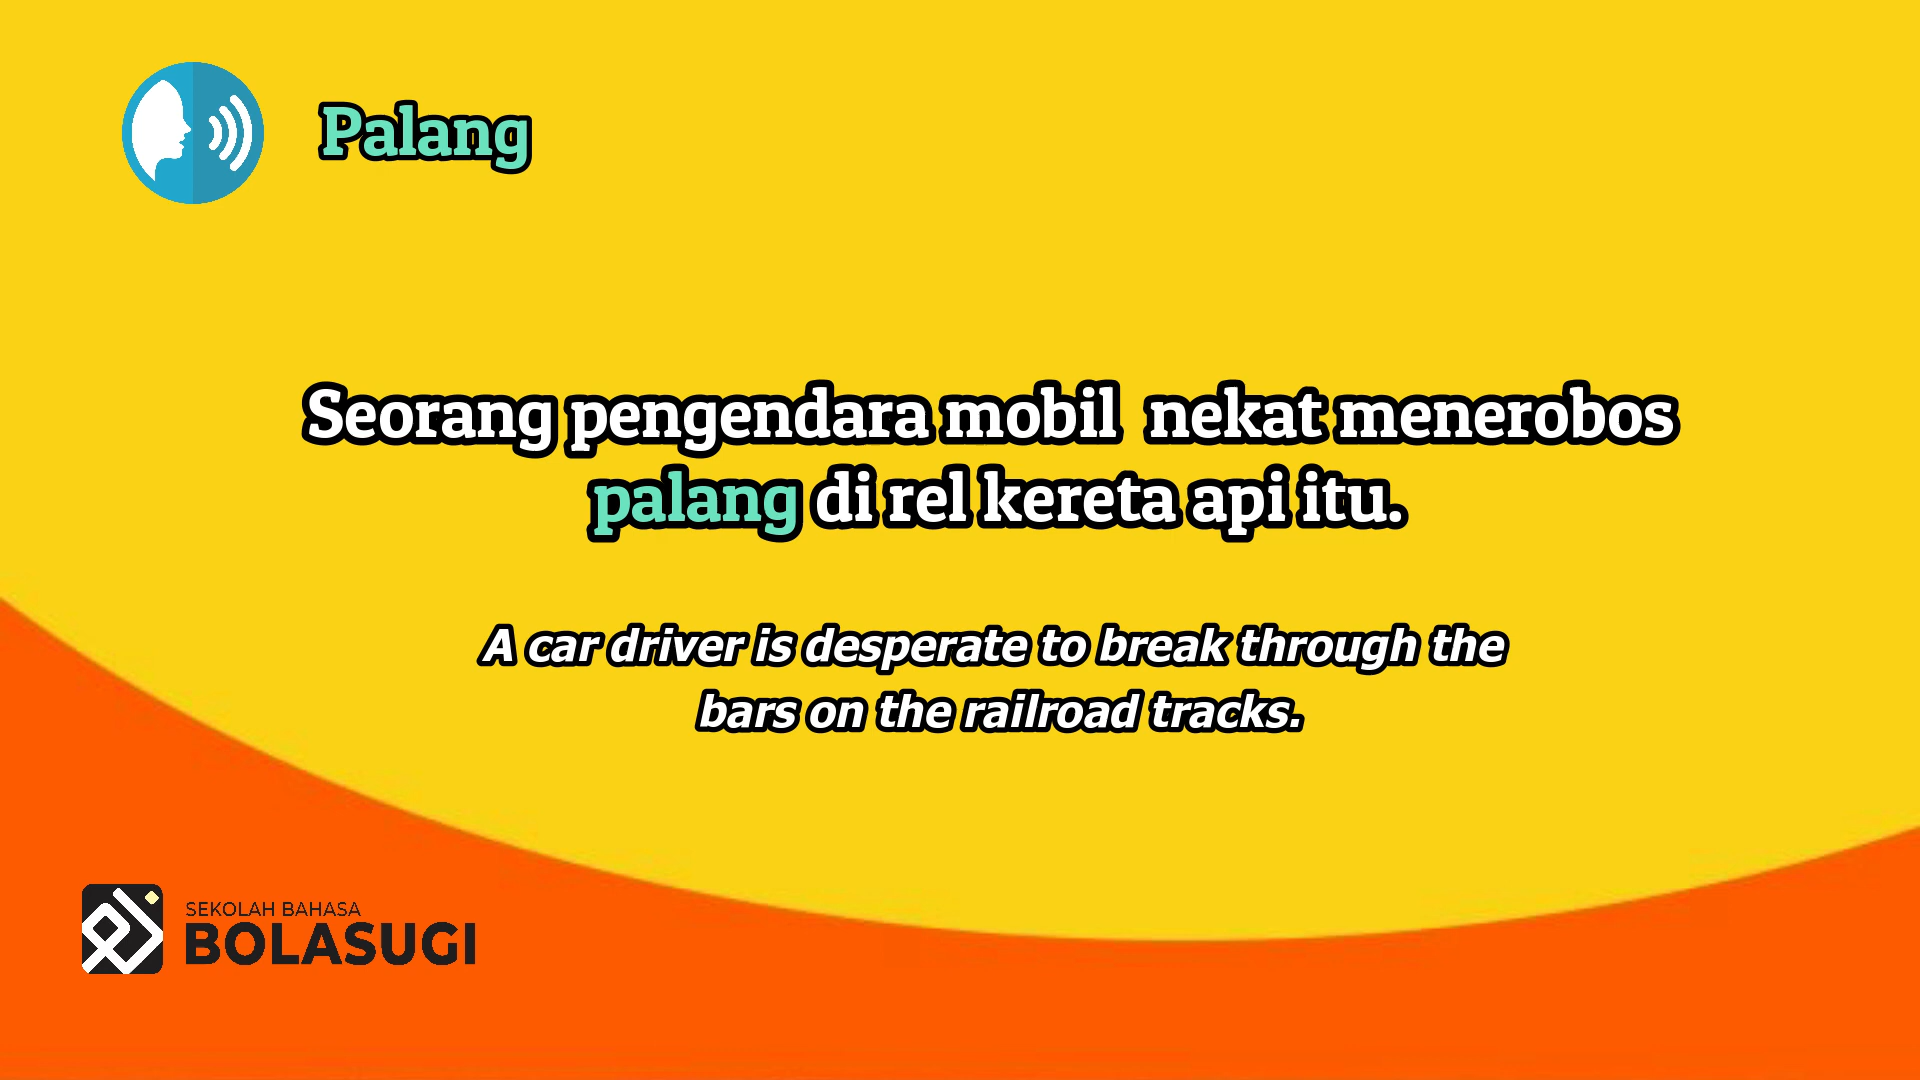 Palang
Seorang pengendara mobil  nekat menerobos
palang di rel kereta api itu.
A car driver is desperate to break through the
bars on the railroad tracks.
SEKOLAH BAHASA
BOLASUGI